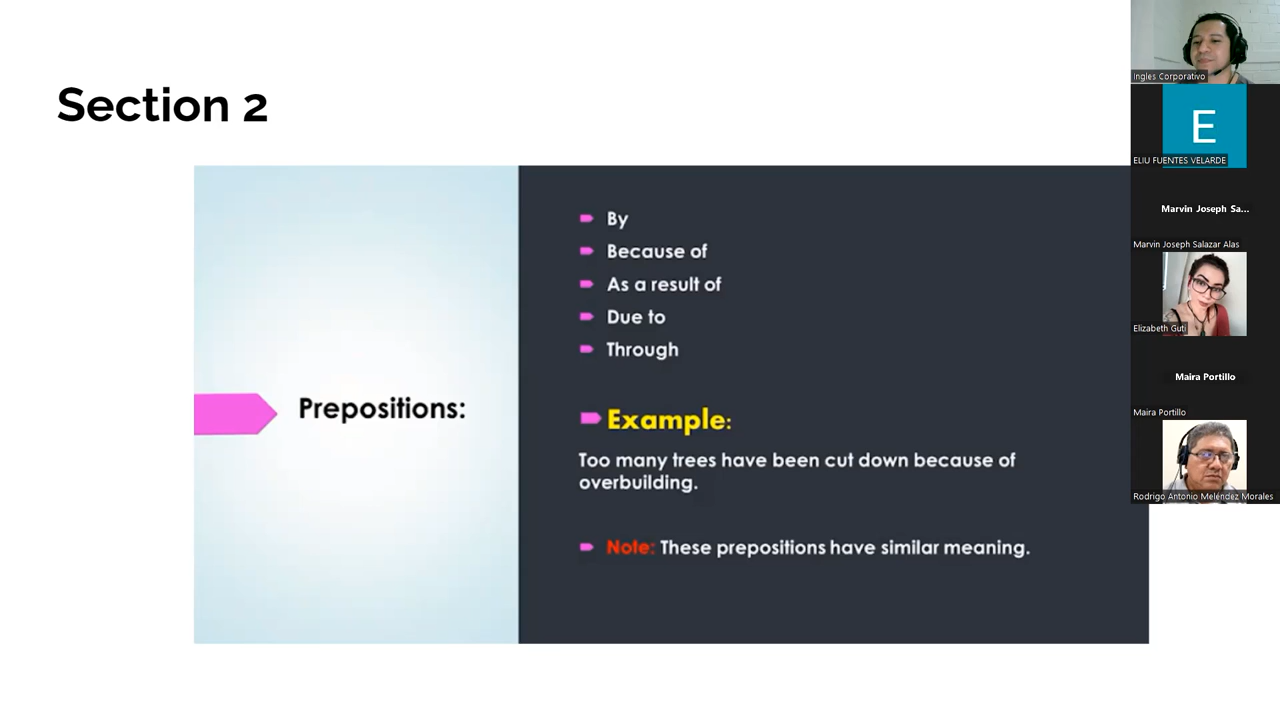 Section 2
Prepositions:
By
Because of
As a result of
Due to
Through
Example:
Too many trees have been cut down because of
overbuilding.
Note: These prepositions have similar meaning.
Ingles Corporativo
E
ELIU FUENTES VELARDE
Marvin Joseph Sa...
Marvin Joseph Salazar Alas
Elizabeth Guti
Maira Portillo
Maira Portillo
Rodrigo Antonio Meléndez Morales